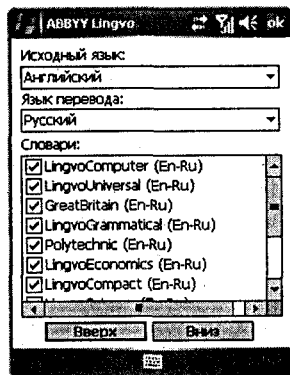 ABBYY Lingvo ok
Исходный язык:
Английский
Язык перевода:
Русский
Словари:
LingvoComputer (En-Ru)
LingvoUniversal (En-Ru)
GreatBritain (En-Ru)
LingvoGrammatical (En-Ru)
Polytechnic (En-Ru)
LingvoEconomics (En-Ru)
LingvoCompact (En-Ru)
Вверх Вниз